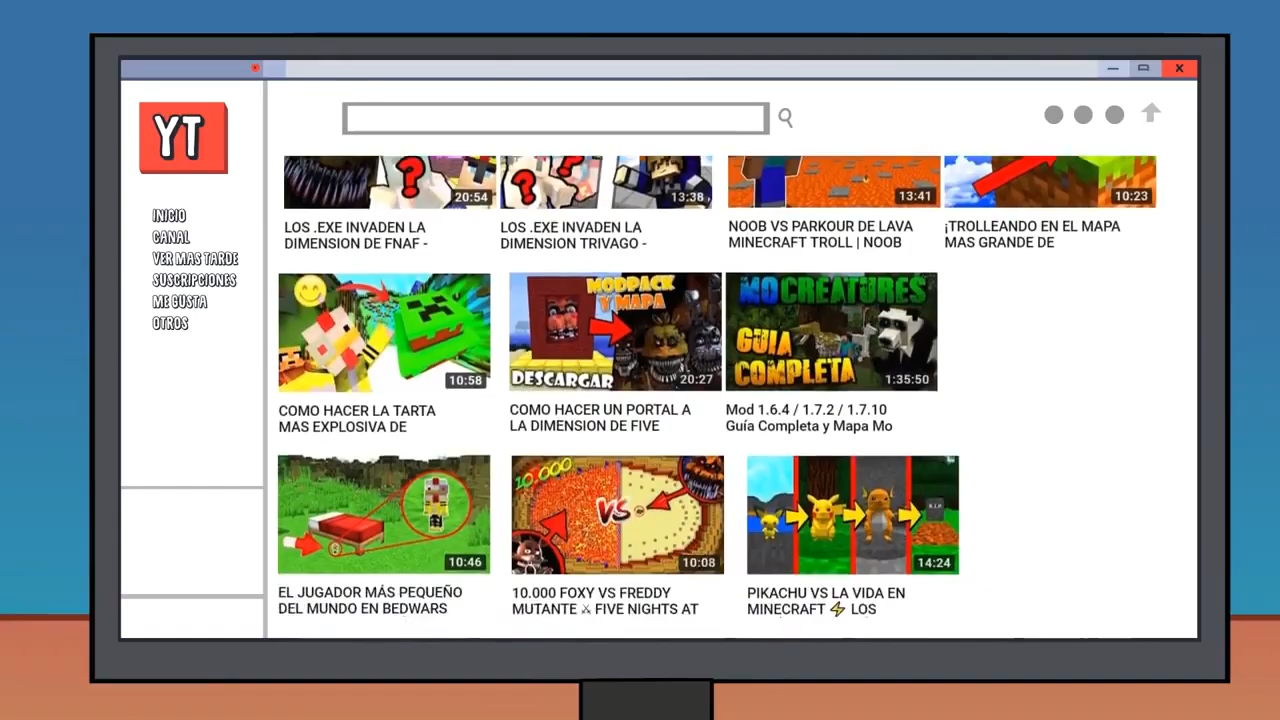 YT
INICIO
CANAL
VER MAS TARDE
SUSCRIPCIONES
ME GUSTA
OTROS
?
?
20:54
13:38
13:41
10:23
LOS .EXE INVADEN LA
DIMENSION DE FNAF -
LOS .EXE INVADEN LA
DIMENSION TRIVAGO -
NOOB VS PARKOUR DE LAVA
MINECRAFT TROLL | NOOB
¡TROLLEANDO EN EL MAPA
MAS GRANDE DE
10:58
MODPACK
Y MAPA
DESCARGAR
20:27
MOCREATURES
GUIA
COMPLETA
1:35:50
COMO HACER LA TARTA
MAS EXPLOSIVA DE
COMO HACER UN PORTAL A
LA DIMENSION DE FIVE
Mod 1.6.4 / 1.7.2 / 1.7.10
Guía Completa y Mapa Mo
10:46
10.000
VS
10:08
R.I.P
14:24
EL JUGADOR MÁS PEQUEÑO
DEL MUNDO EN BEDWARS
10.000 FOXY VS FREDDY
MUTANTE ⚔ FIVE NIGHTS AT
PIKACHU VS LA VIDA EN
MINECRAFT ⚡ LOS